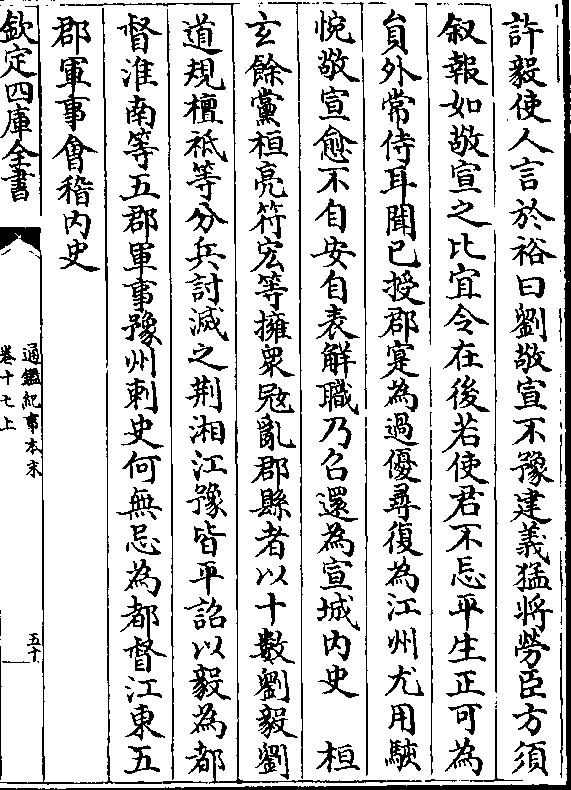 許毅使人言於裕曰劉敬宣不豫建義猛將勞臣方須
叙報如敬宣之比宜令在後若使君不忘平生正可為
員外常侍耳聞已授郡寔為過優尋復為江州尤用駭
惋敬宣愈不自安自表解職乃召還為宣城内史　桓
玄餘黨桓亮符宏等擁衆冦亂郡縣者以十數劉毅劉
道規檀祗等分兵討滅之荆湘江豫皆平詔以毅為都
督淮南等五郡軍事豫州刺史何無忌為都督江東五
郡軍事㑹稽内史
欽定四庫全書
通鑑紀事本末
卷十七上
五十